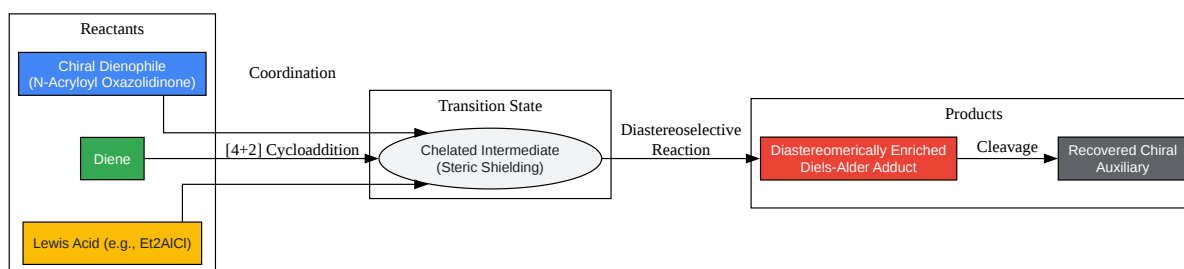 Reactants
Chiral Dienophile
(N-Acryloyl Oxazolidinone)
Diene
Lewis Acid (e.g., Et2AlCl)
Coordination
[4+2] Cycloaddition
Transition State
Chelated Intermediate
(Steric Shielding)
Diastereoselective
Reaction
Products
Diastereomerically Enriched
Diels-Alder Adduct
Cleavage
Recovered Chiral
Auxiliary